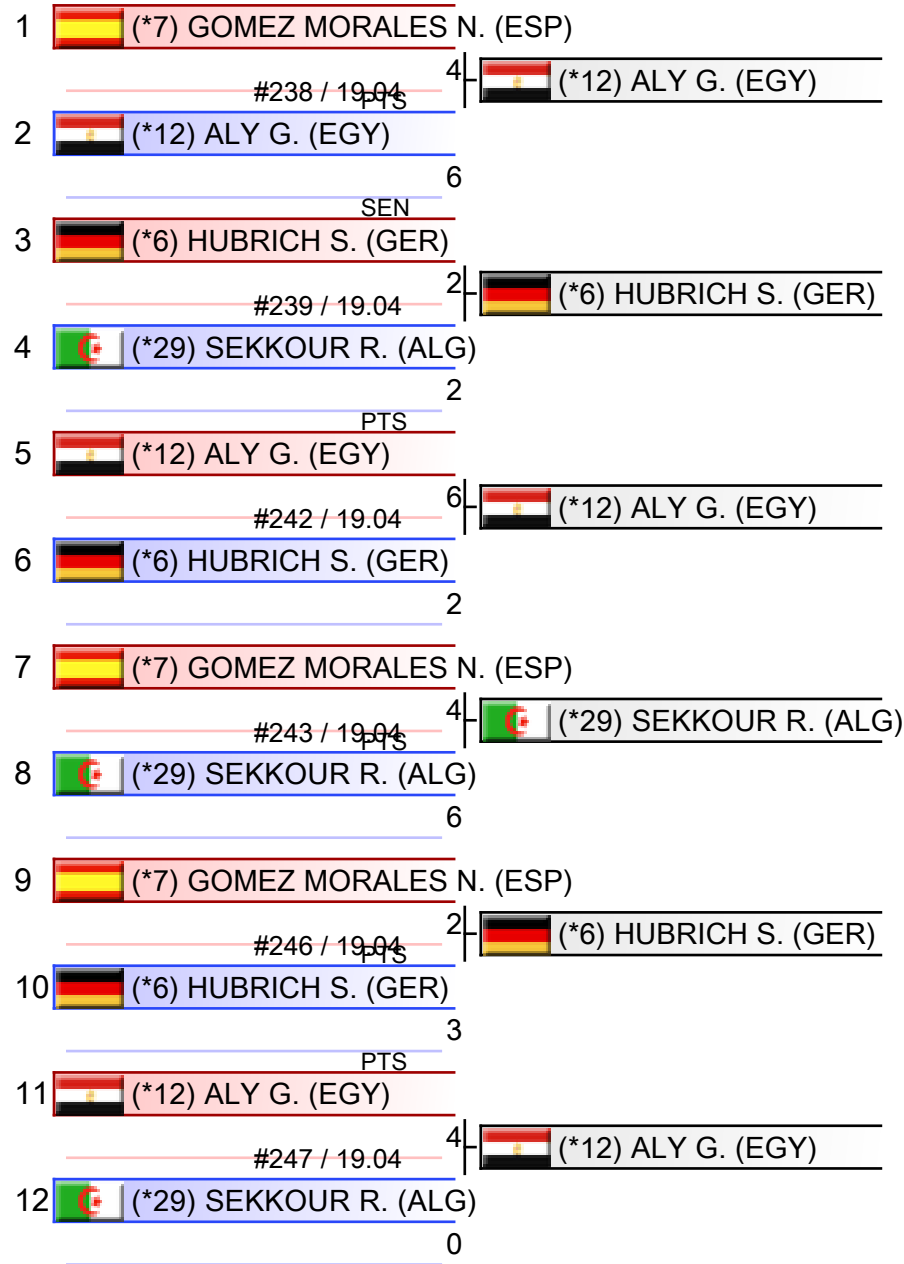 1 (*7) GOMEZ MORALES N. (ESP)
4 (*12) ALY G. (EGY)
#238 / 19.04 PTS
2 (*12) ALY G. (EGY)
6
SEN
3 (*6) HUBRICH S. (GER)
2 (*6) HUBRICH S. (GER)
#239 / 19.04
4 (*29) SEKKOUR R. (ALG)
2
PTS
5 (*12) ALY G. (EGY)
6 (*12) ALY G. (EGY)
#242 / 19.04
6 (*6) HUBRICH S. (GER)
2
7 (*7) GOMEZ MORALES N. (ESP)
4 (*29) SEKKOUR R. (ALG)
#243 / 19.04 PTS
8 (*29) SEKKOUR R. (ALG)
6
9 (*7) GOMEZ MORALES N. (ESP)
2 (*6) HUBRICH S. (GER)
#246 / 19.04 PTS
10 (*6) HUBRICH S. (GER)
3
PTS
11 (*12) ALY G. (EGY)
4 (*12) ALY G. (EGY)
#247 / 19.04
12 (*29) SEKKOUR R. (ALG)
0